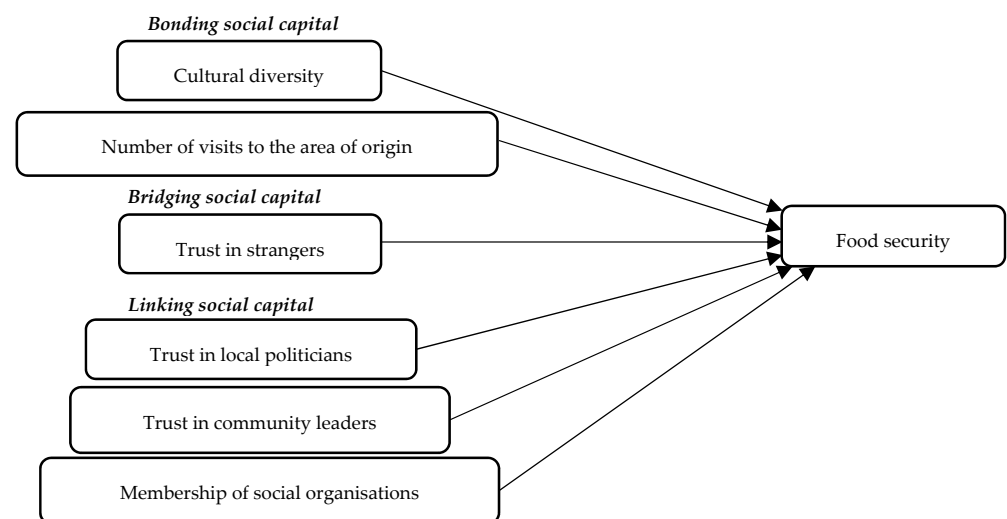 Bonding social capital
Cultural diversity
Number of visits to the area of origin
Bridging social capital
Trust in strangers
Food security
Linking social capital
Trust in local politicians
Trust in community leaders
Membership of social organisations